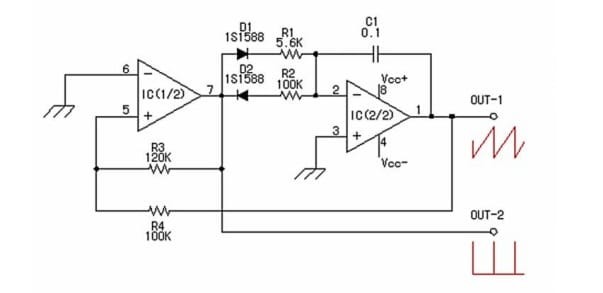 D1
1S1588
R1
5.6K
C1
0.1
D2
1S1588
R2
100K
6
-
IC(1/2)
7
5
+
2
-
Vcc+
8
IC(2/2)
1
3
+
4
Vcc-
OUT-1
R3
120K
R4
100K
OUT-2